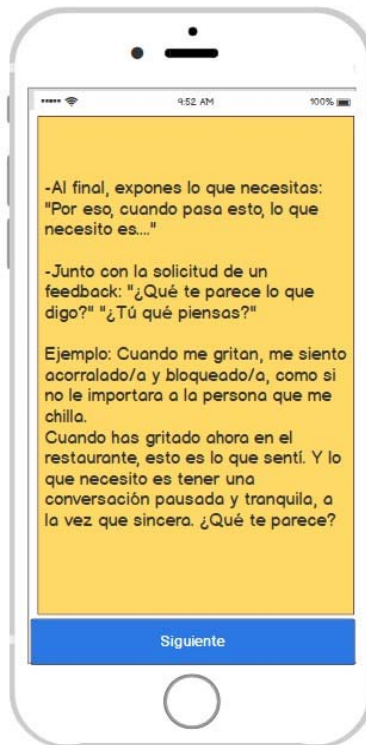 9:52 AM
100%
-Al final, expones lo que necesitas:
"Por eso, cuando pasa esto, lo que
necesito es...."
-Junto con la solicitud de un
feedback: "¿Qué te parece lo que
digo?" "¿Tú qué piensas?"
Ejemplo: Cuando me gritan, me siento
acorralado/a y bloqueado/a, como si
no le importara a la persona que me
chilla.
Cuando has gritado ahora en el
restaurante, esto es lo que sentí. Y lo
que necesito es tener una
conversación pausada y tranquila, a
la vez que sincera. ¿Qué te parece?
Siguiente